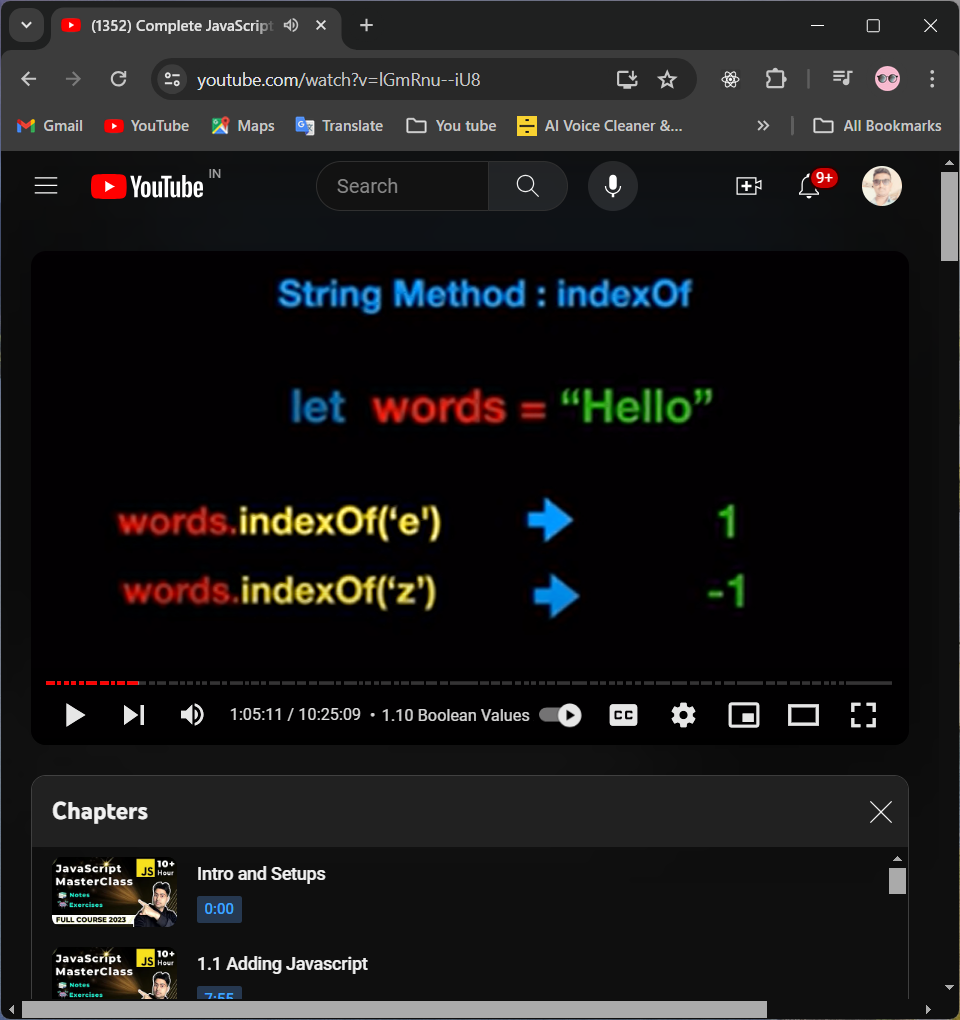 (1352) Complete JavaScript
youtube.com/watch?v=lGmRnu--iU8
Gmail YouTube Maps Translate You tube AI Voice Cleaner &... All Bookmarks
YouTube IN
Search
9+
String Method : indexOf
let words = “Hello”
words.indexOf(‘e') 1
words.indexOf(‘z’) -1
1:05:11 / 10:25:09 • 1.10 Boolean Values CC
Chapters
JavaScript JS 10+
MasterClass Hour
Notes
Exercises
FULL COURSE 2023
Intro and Setups
0:00
JavaScript JS 10+
MasterClass Hour
Notes
Exercises
1.1 Adding Javascript
7:55